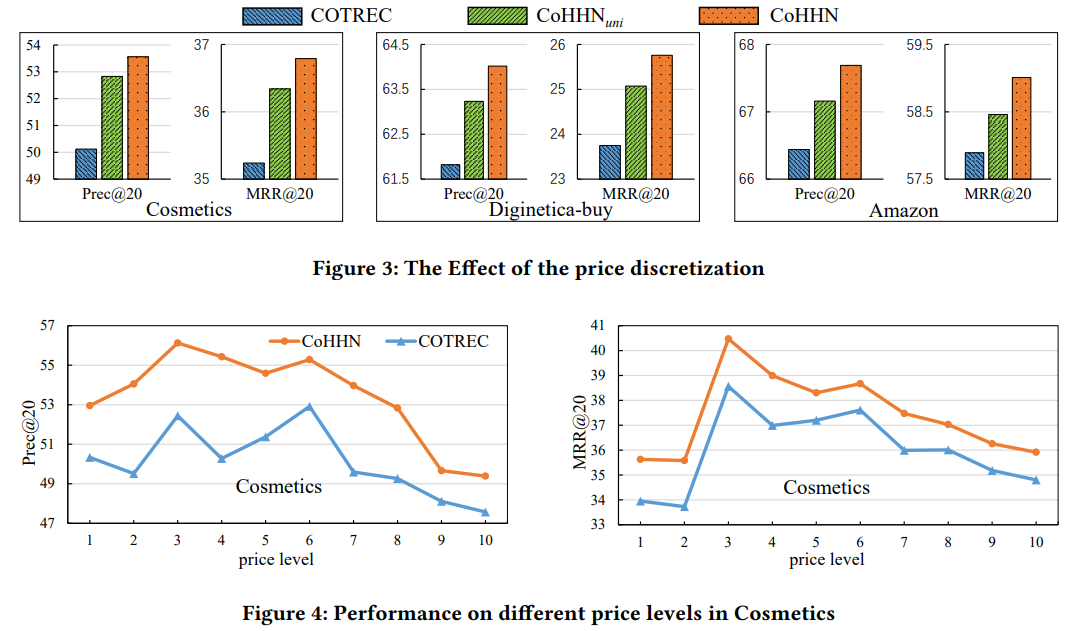 COTREC CoHHNuni CoHHN
54 53 52 51 50 49
Prec@20
37 36 35
MRR@20
Cosmetics
64.5 63.5 62.5 61.5
Prec@20
26 25 24 23
MRR@20
Diginetica-buy
68 67 66
Prec@20
59.5 58.5 57.5
MRR@20
Amazon
Figure 3: The Effect of the price discretization
Prec@20
57 55 53 51 49 47
CoHHN COTREC
Cosmetics
1 2 3 4 5 6 7 8 9 10
price level
MRR@20
41 40 39 38 37 36 35 34 33
Cosmetics
1 2 3 4 5 6 7 8 9 10
price level
Figure 4: Performance on different price levels in Cosmetics